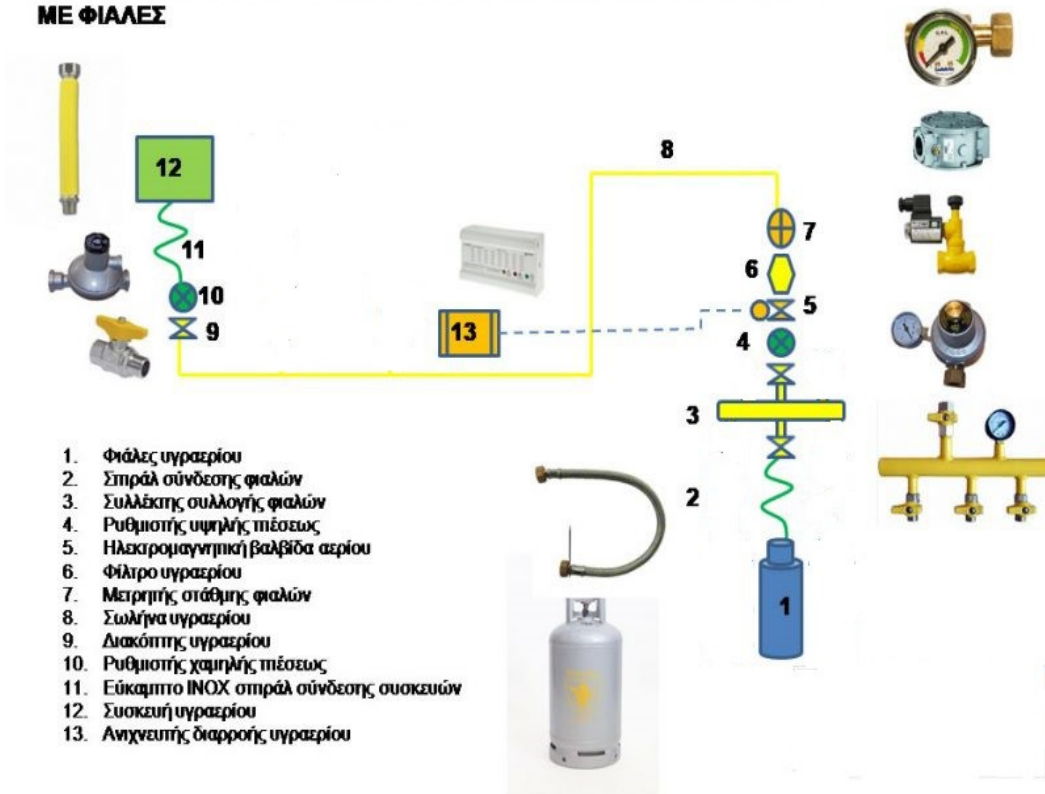 ΜΕ ΦΙΑΛΕΣ
12
11
10
9
13
8
7
6
5
4
3
2
1
1. Φιάλες υγραερίου
2. Σπιράλ σύνδεσης φιαλών
3. Συλλέκτης συλλογής φιαλών
4. Ρυθμιστής υψηλής πιέσεως
5. Ηλεκτρομαγνητική βαλβίδα αερίου
6. Φίλτρο υγραερίου
7. Μετρητής στάθμης φιαλών
8. Σωλήνα υγραερίου
9. Διακόπτης υγραερίου
10. Ρυθμιστής χαμηλής πιέσεως
11. Εύκαμπτο INOX σπιράλ σύνδεσης συσκευών
12. Συσκευή υγραερίου
13. Ανιχνευτής διαρροής υγραερίου